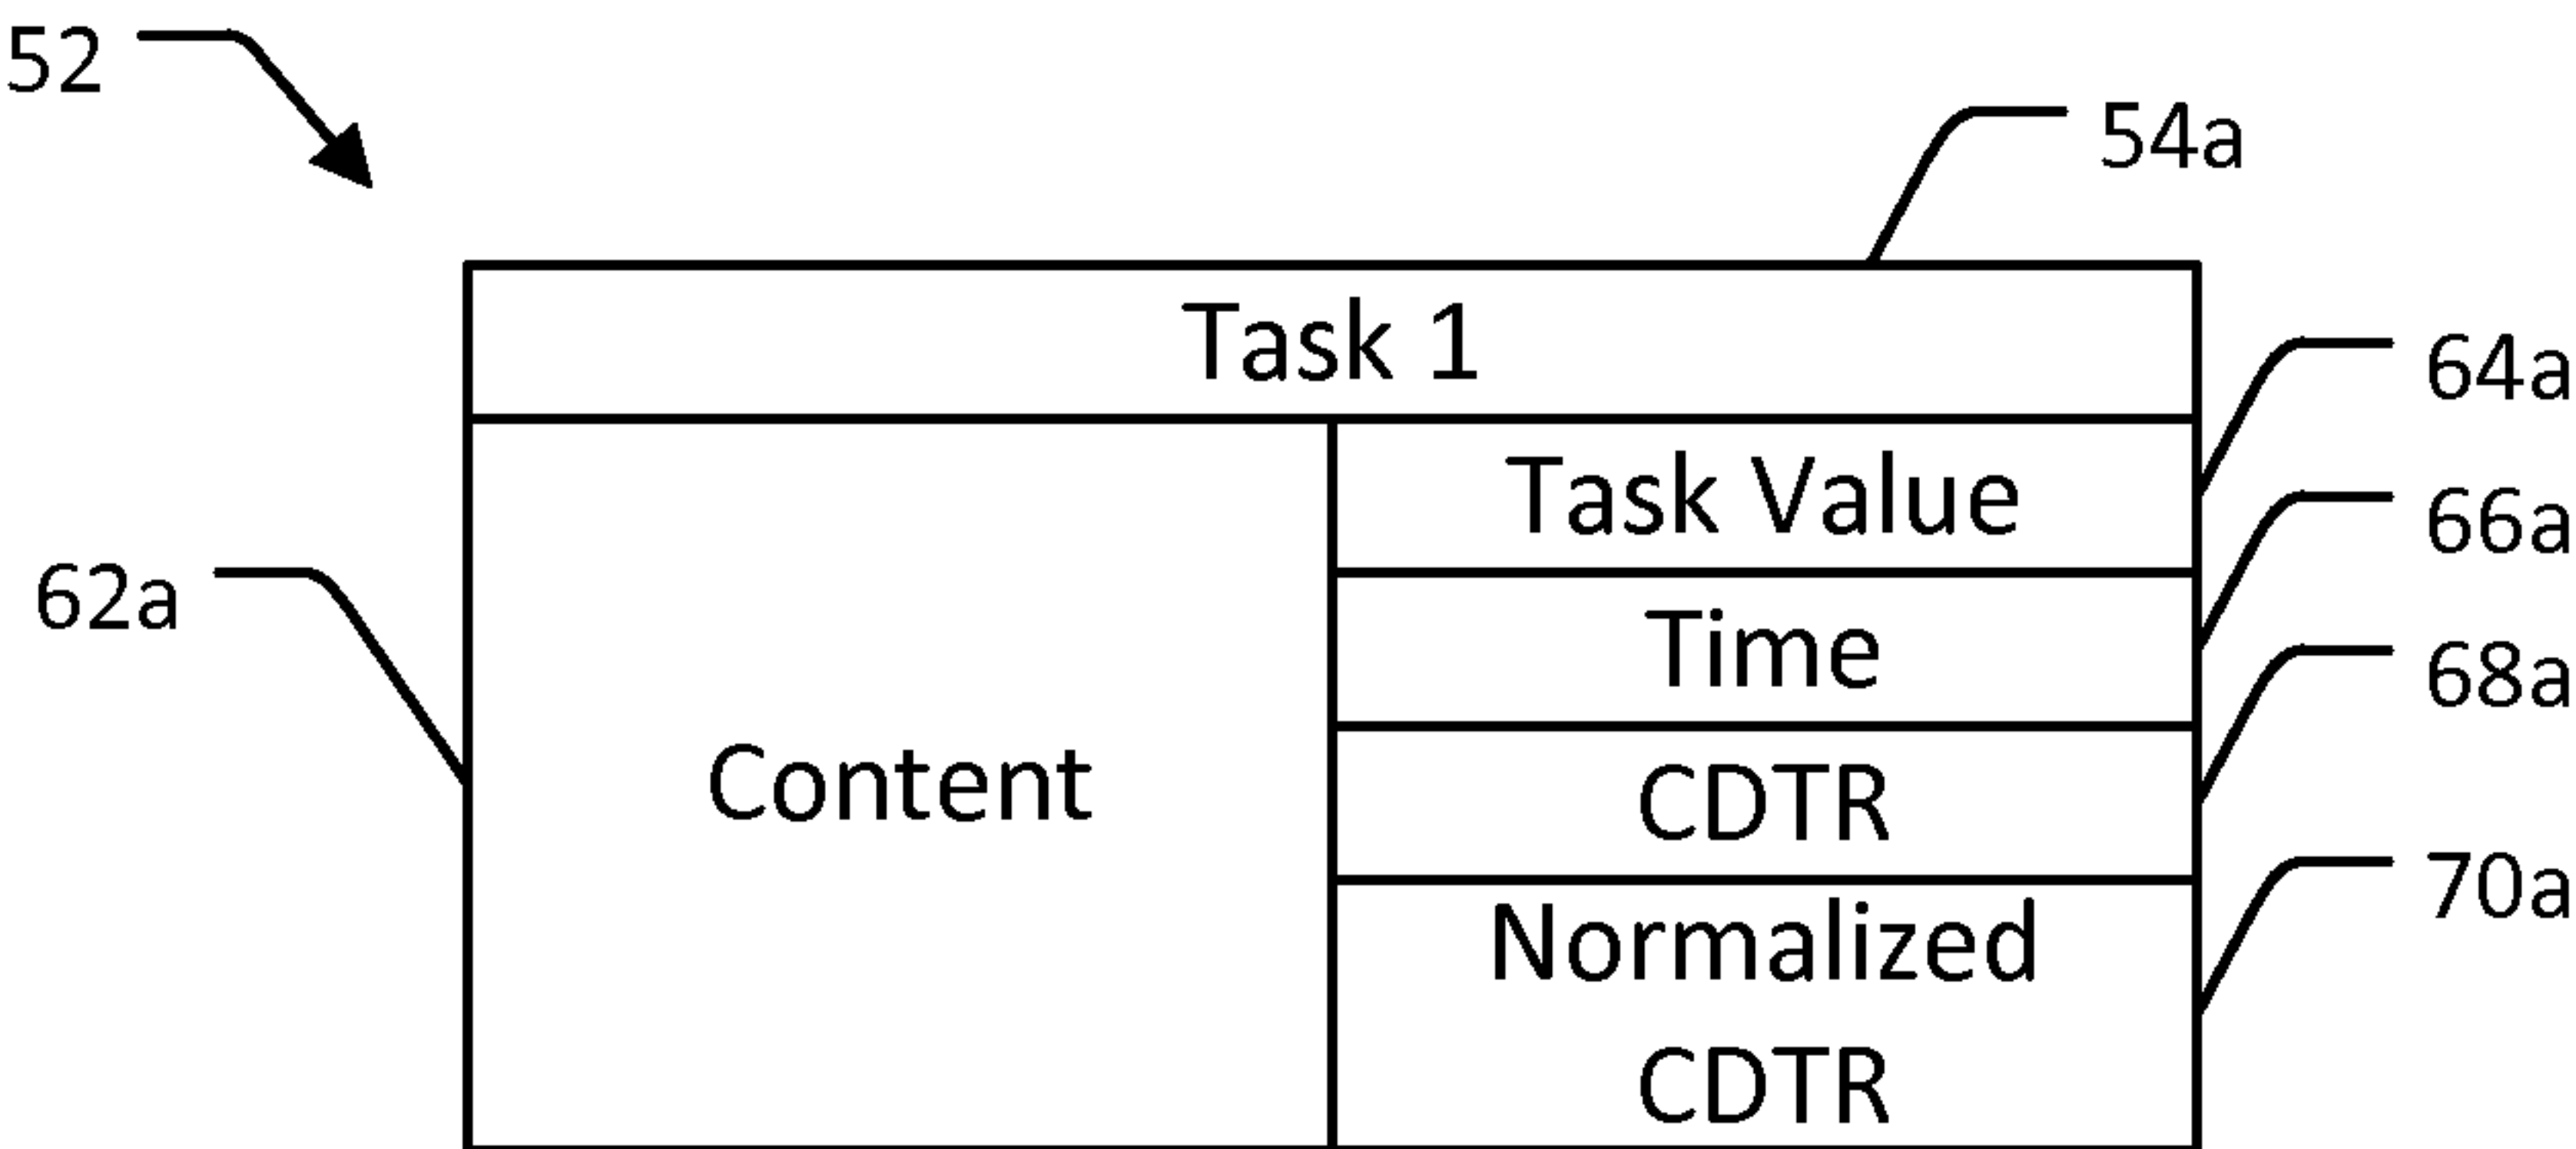 52
54a
Task 1
64a
Task Value
66a
62a
Time
68a
Content
CDTR
70a
Normalized
CDTR